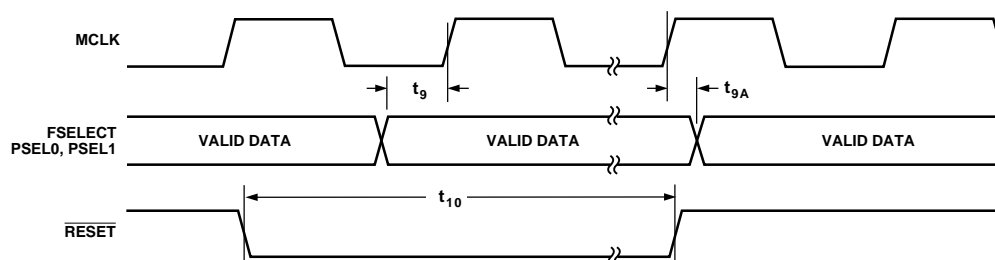 MCLK
t9
t9A
FSELECT
PSEL0, PSEL1
VALID DATA
VALID DATA
VALID DATA
t10
RESET